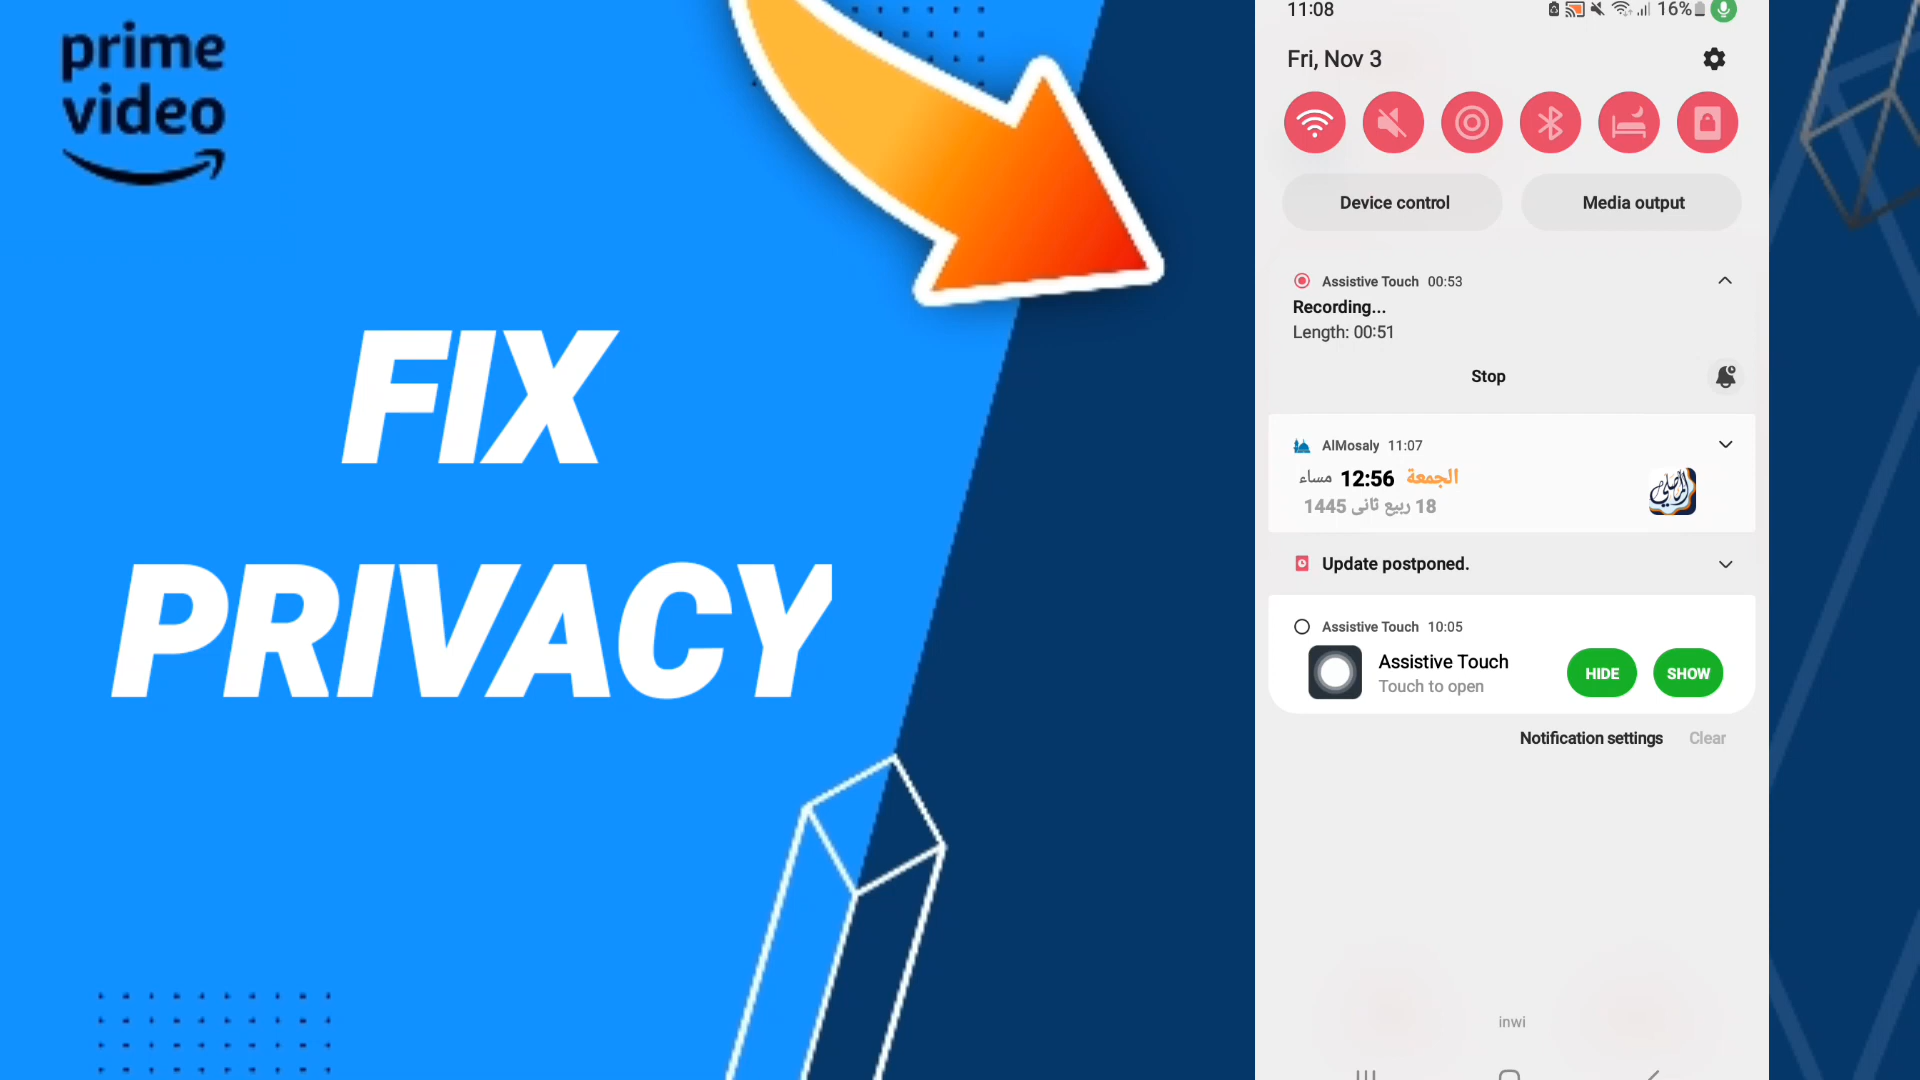 prime
video
FIX
PRIVACY
11:08
16%
Fri, Nov 3
Device control
Media output
Assistive Touch 00:53
Recording...
Length: 00:51
Stop
AlMosaly 11:07
الجمعة 12:56 مساء
18 ربيع ثانى 1445
المصلي
Update postponed.
Assistive Touch 10:05
Assistive Touch
Touch to open
HIDE
SHOW
Notification settings
Clear
inwi